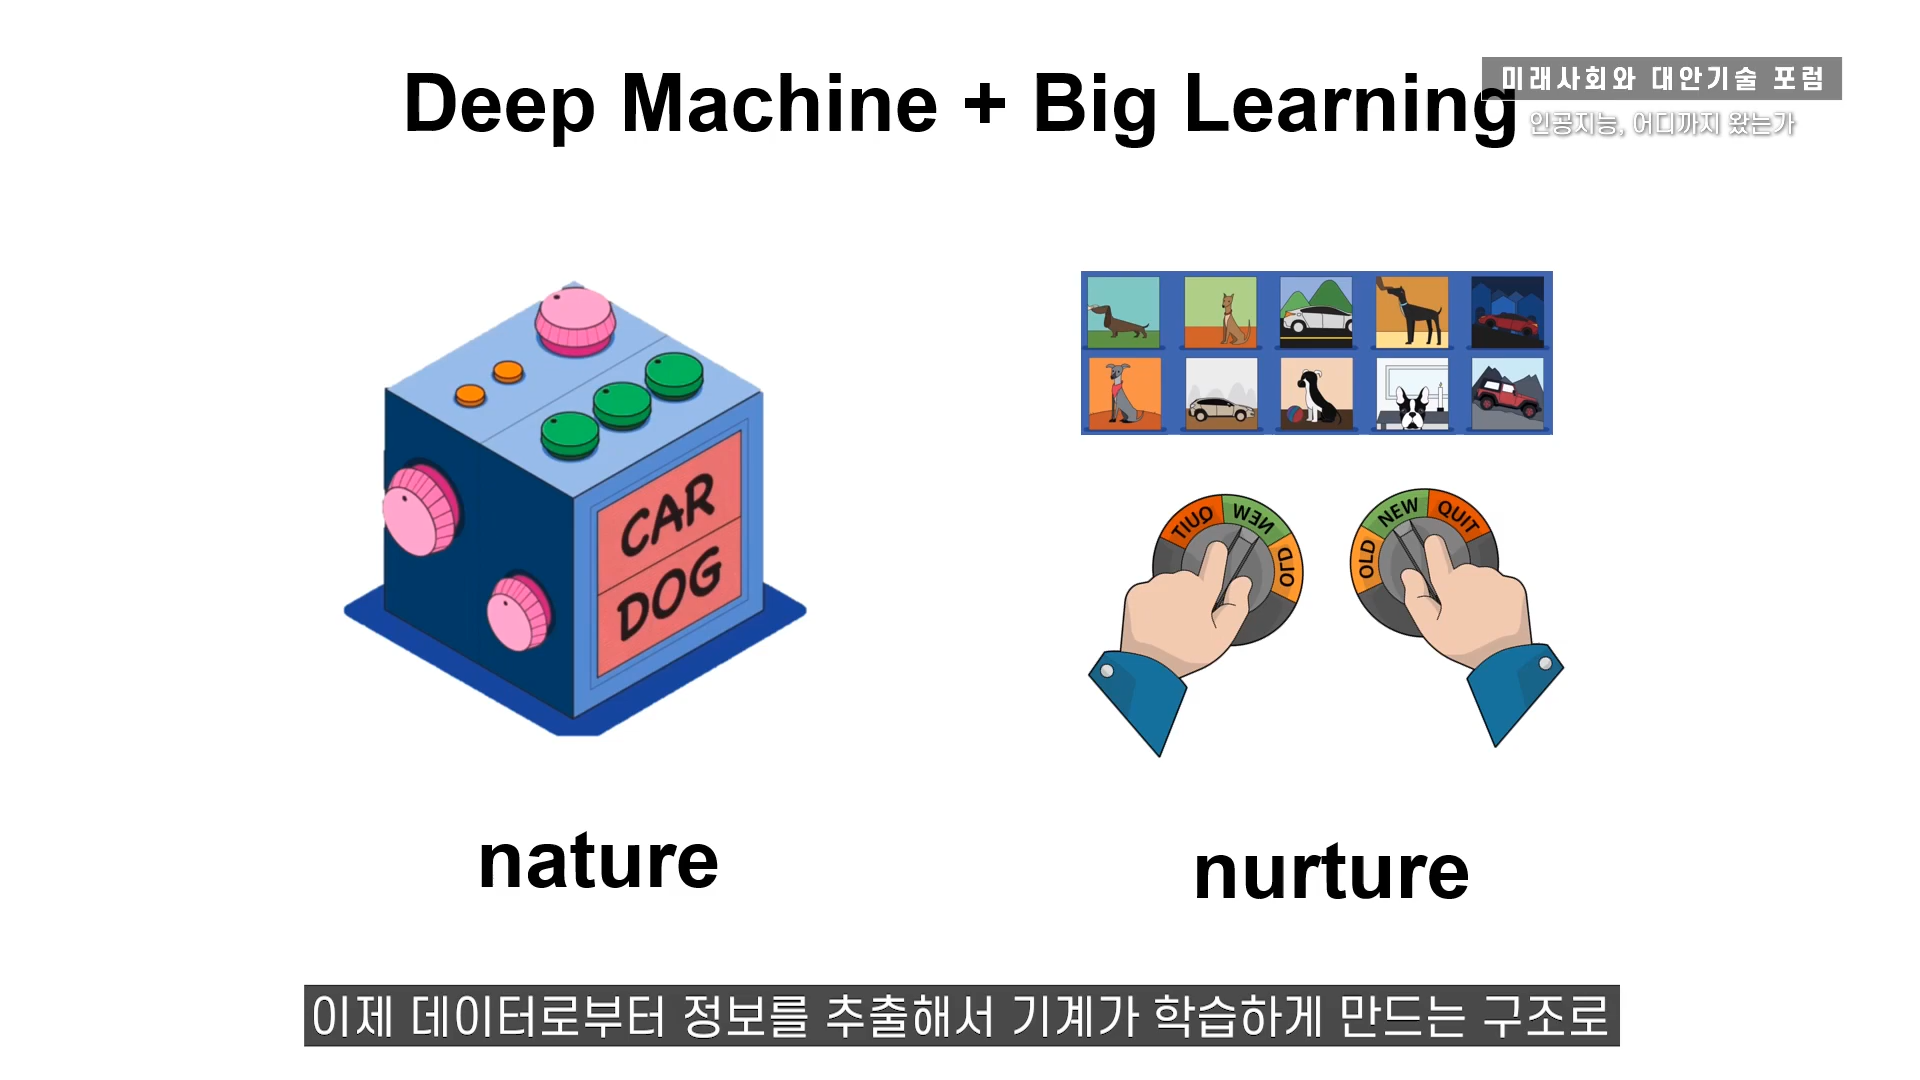 Deep Machine + Big Learning
미래사회와 대안기술 포럼
인공지능, 어디까지 왔는가
CAR
DOG
QUIT NEW OLD
OLD NEW QUIT
nature
nurture
이제 데이터로부터 정보를 추출해서 기계가 학습하게 만드는 구조로